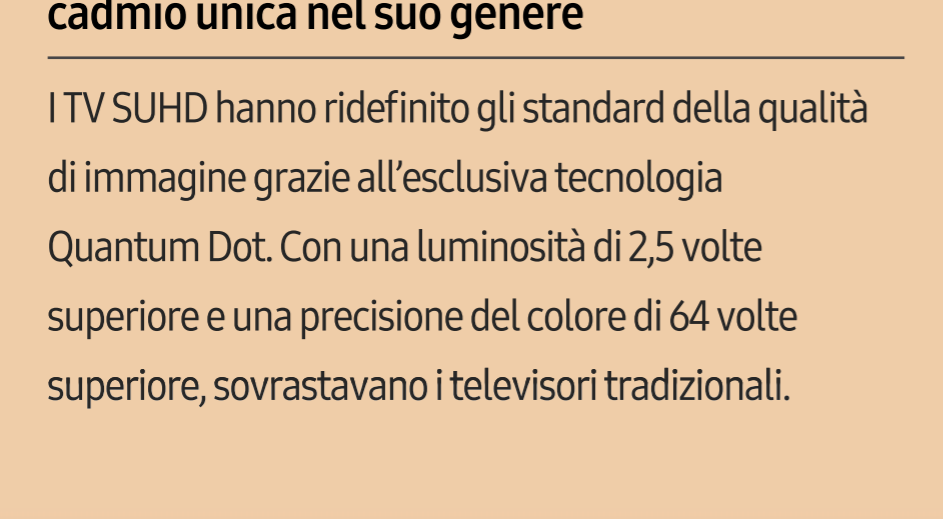 cadmio unica nel suo genere
I TV SUHD hanno ridefinito gli standard della qualità
di immagine grazie all’esclusiva tecnologia
Quantum Dot. Con una luminosità di 2,5 volte
superiore e una precisione del colore di 64 volte
superiore, sovrastavano i televisori tradizionali.